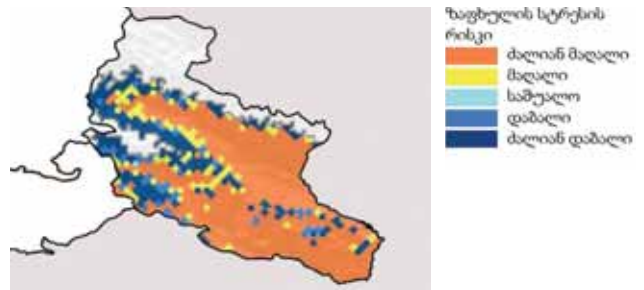 ზაფხულის სტრესის
რისკი
ძალიან მაღალი
მაღალი
საშუალო
დაბალი
ძალიან დაბალი